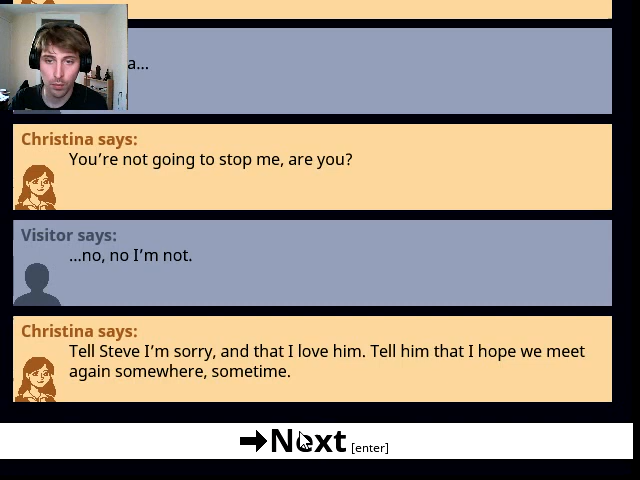 a...
Christina says:
You're not going to stop me, are you?
Visitor says:
...no, no I'm not.
Christina says:
Tell Steve I'm sorry, and that I love him. Tell him that I hope we meet
again somewhere, sometime.
➡Next [enter]